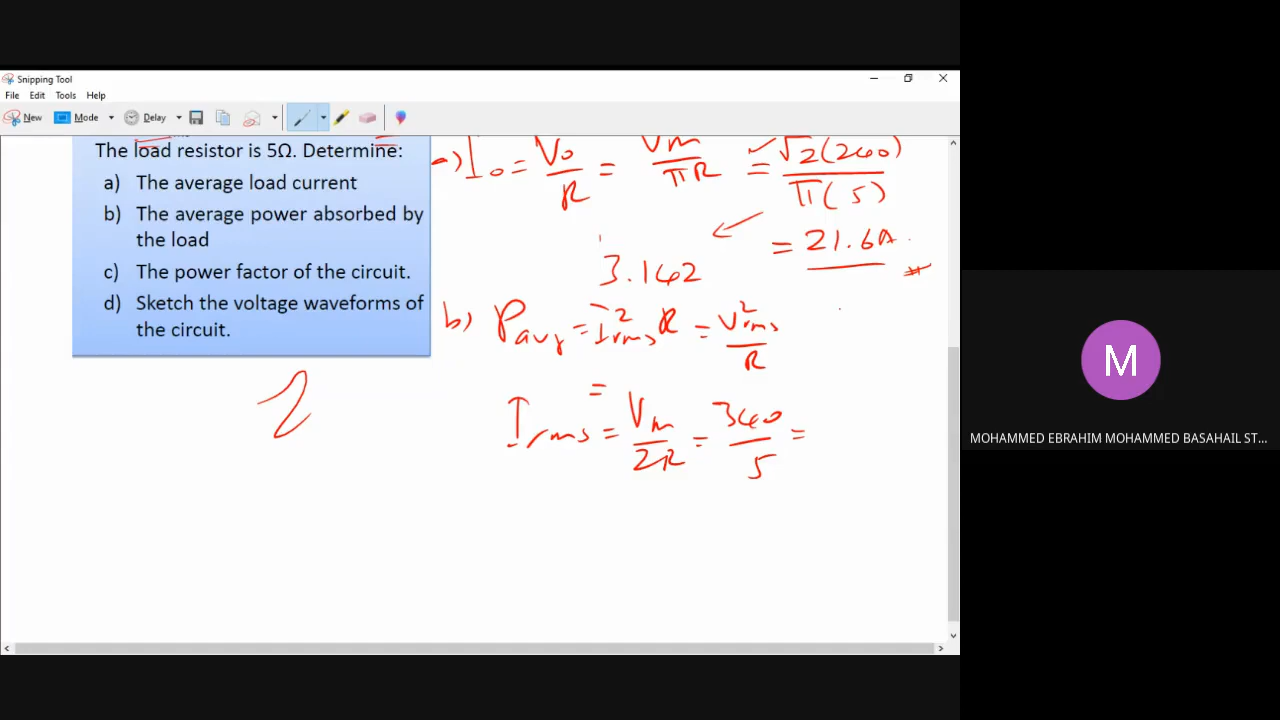 Snipping Tool
File Edit Tools Help
New Mode Delay
The load resistor is 5Ω. Determine:
a) The average load current
b) The average power absorbed by
the load
c) The power factor of the circuit.
d) Sketch the voltage waveforms of
the circuit.
a) I₀ = V₀/R = Vm/πR = √2(240)/π(5)
= 21.6A
3.142
b) Pavg = I²rms R = V²rms/R
=
Irms = Vm/2R = 340/5 =
2
M
MOHAMMED EBRAHIM MOHAMMED BASAHAIL ST...